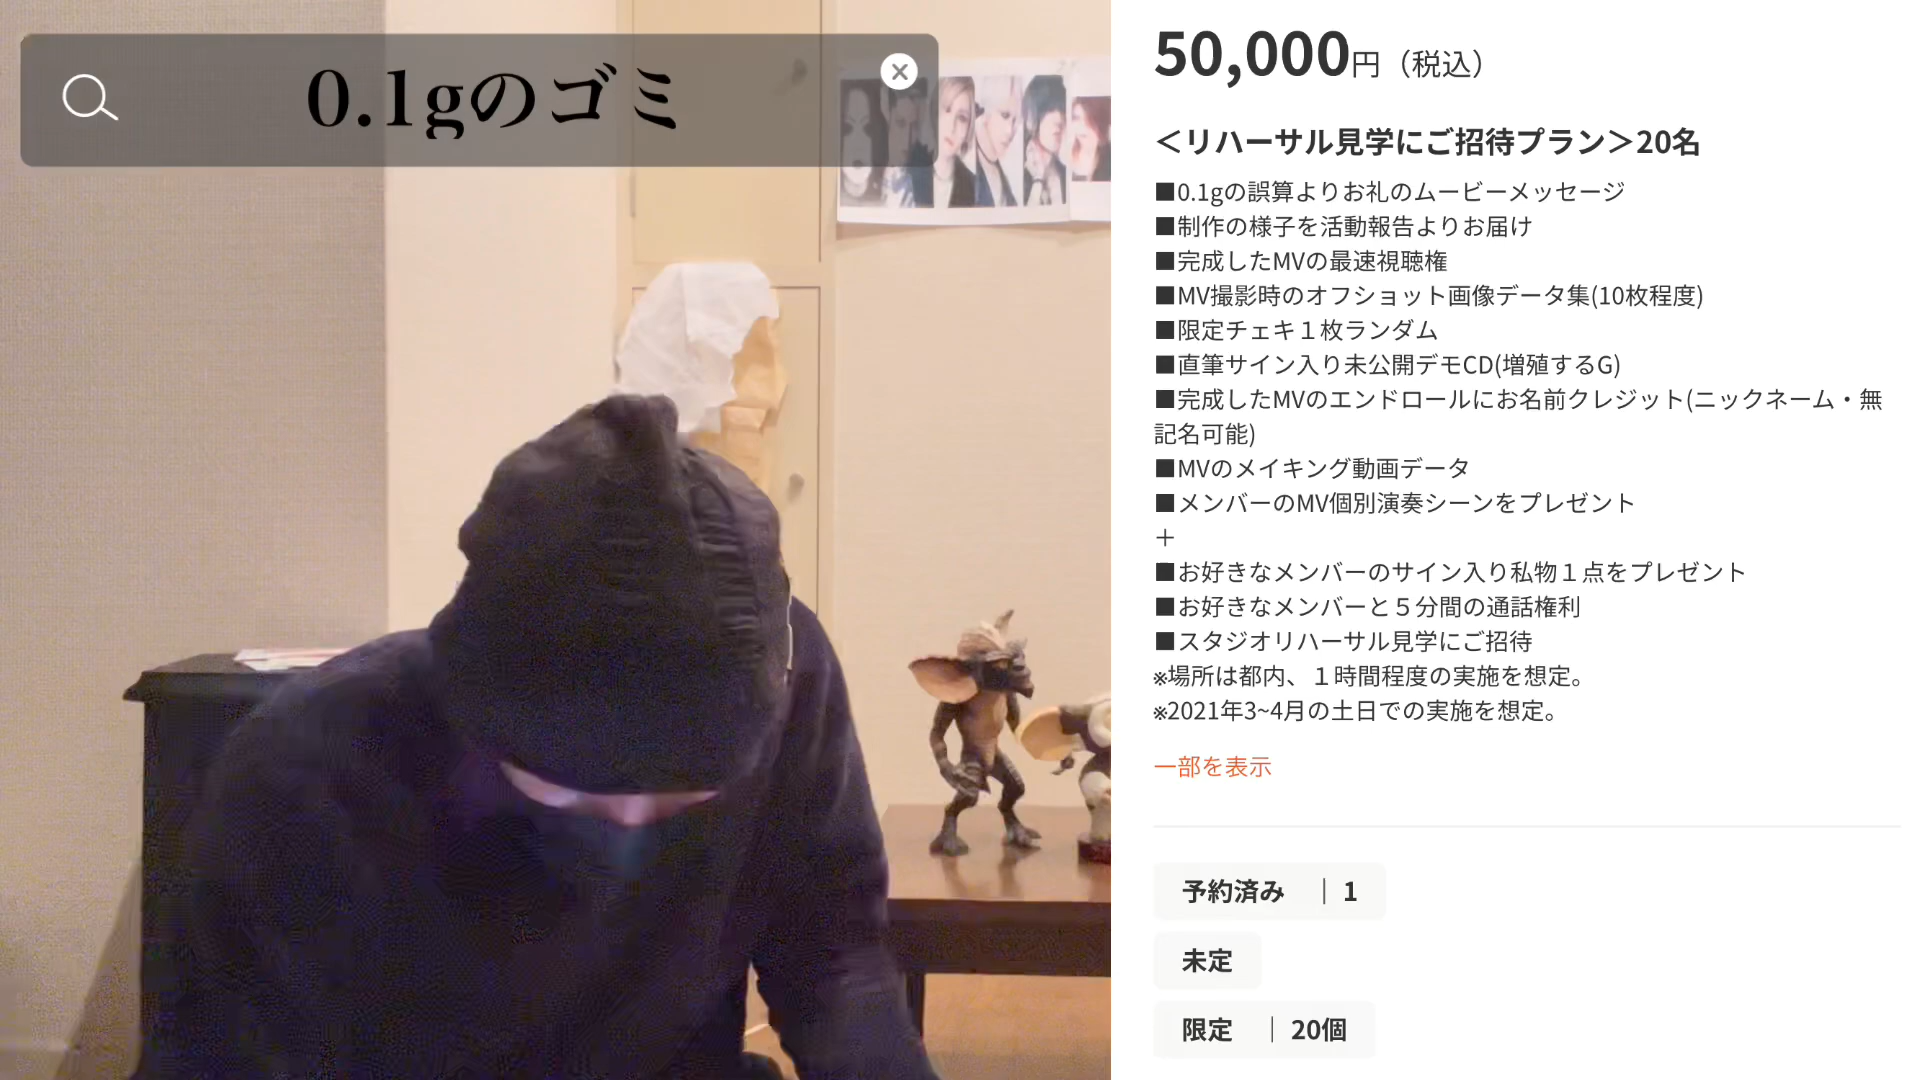 0.1gのゴミ
50,000円（税込）
＜リハーサル見学にご招待プラン＞20名
■0.1gの誤算よりお礼のムービーメッセージ
■制作の様子を活動報告よりお届け
■完成したMVの最速視聴権
■MV撮影時のオフショット画像データ集(10枚程度)
■限定チェキ１枚ランダム
■直筆サイン入り未公開デモCD(増殖するG)
■完成したMVのエンドロールにお名前クレジット(ニックネーム・無
記名可能)
■MVのメイキング動画データ
■メンバーのMV個別演奏シーンをプレゼント
＋
■お好きなメンバーのサイン入り私物１点をプレゼント
■お好きなメンバーと５分間の通話権利
■スタジオリハーサル見学にご招待
※場所は都内、１時間程度の実施を想定。
※2021年3~4月の土日での実施を想定。
一部を表示
予約済み ｜ 1
未定
限定 ｜ 20個